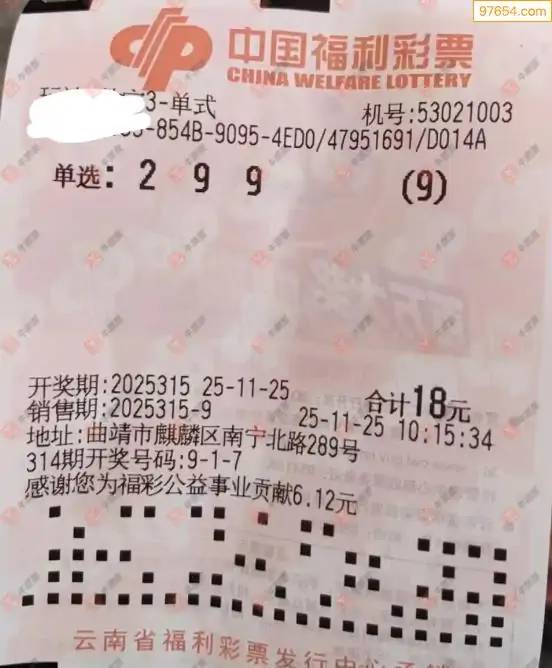 97654.com
中国福利彩票
CHINA WELFARE LOTTERY
3-单式
机号:53021003
-854B-9095-4ED0/47951691/D014A
单选: 2 9 9 (9)
开奖期:2025315 25-11-25 合计18元
销售期:2025315-9 25-11-25 10:15:34
地址:曲靖市麒麟区南宁北路289号
314期开奖号码:9-1-7
感谢您为福彩公益事业贡献6.12元
云南省福利彩票发行中心